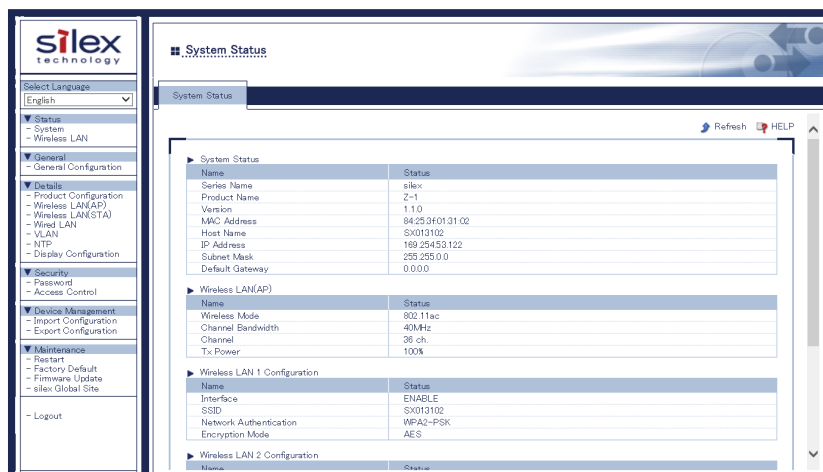 silex
technology
Select Language
English
▼ Status
- System
- Wireless LAN
▼ General
- General Configuration
▼ Details
- Product Configuration
- Wireless LAN(AP)
- Wireless LAN(STA)
- Wired LAN
- VLAN
- NTP
- Display Configuration
▼ Security
- Password
- Access Control
▼ Device Management
- Import Configuration
- Export Configuration
▼ Maintenance
- Restart
- Factory Default
- Firmware Update
- silex Global Site
- Logout
System Status
System Status
Refresh HELP
System Status
Name Status
Series Name silex
Product Name Z-1
Version 1.1.0
MAC Address 84:25:3f:01:31:02
Host Name SX013102
IP Address 169.254.53.122
Subnet Mask 255.255.0.0
Default Gateway 0.0.0.0
Wireless LAN(AP)
Name Status
Wireless Mode 802.11ac
Channel Bandwidth 40MHz
Channel 36 ch.
Tx Power 100%
Wireless LAN 1 Configuration
Name Status
Interface ENABLE
SSID SX013102
Network Authentication WPA2-PSK
Encryption Mode AES
Wireless LAN 2 Configuration
Name Status